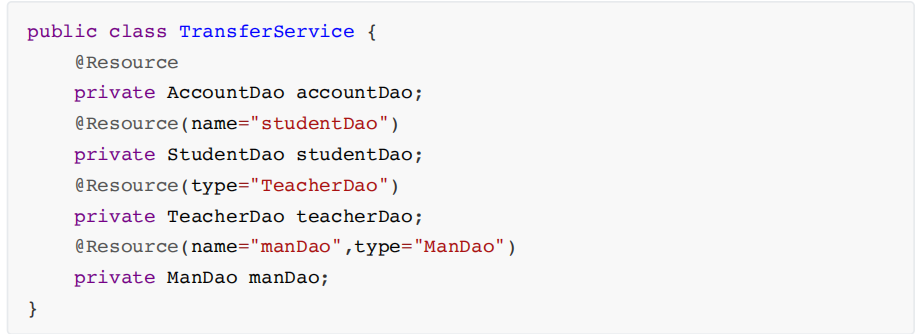 public class TransferService {
    @Resource
    private AccountDao accountDao;
    @Resource(name="studentDao")
    private StudentDao studentDao;
    @Resource(type="TeacherDao")
    private TeacherDao teacherDao;
    @Resource(name="manDao",type="ManDao")
    private ManDao manDao;
}